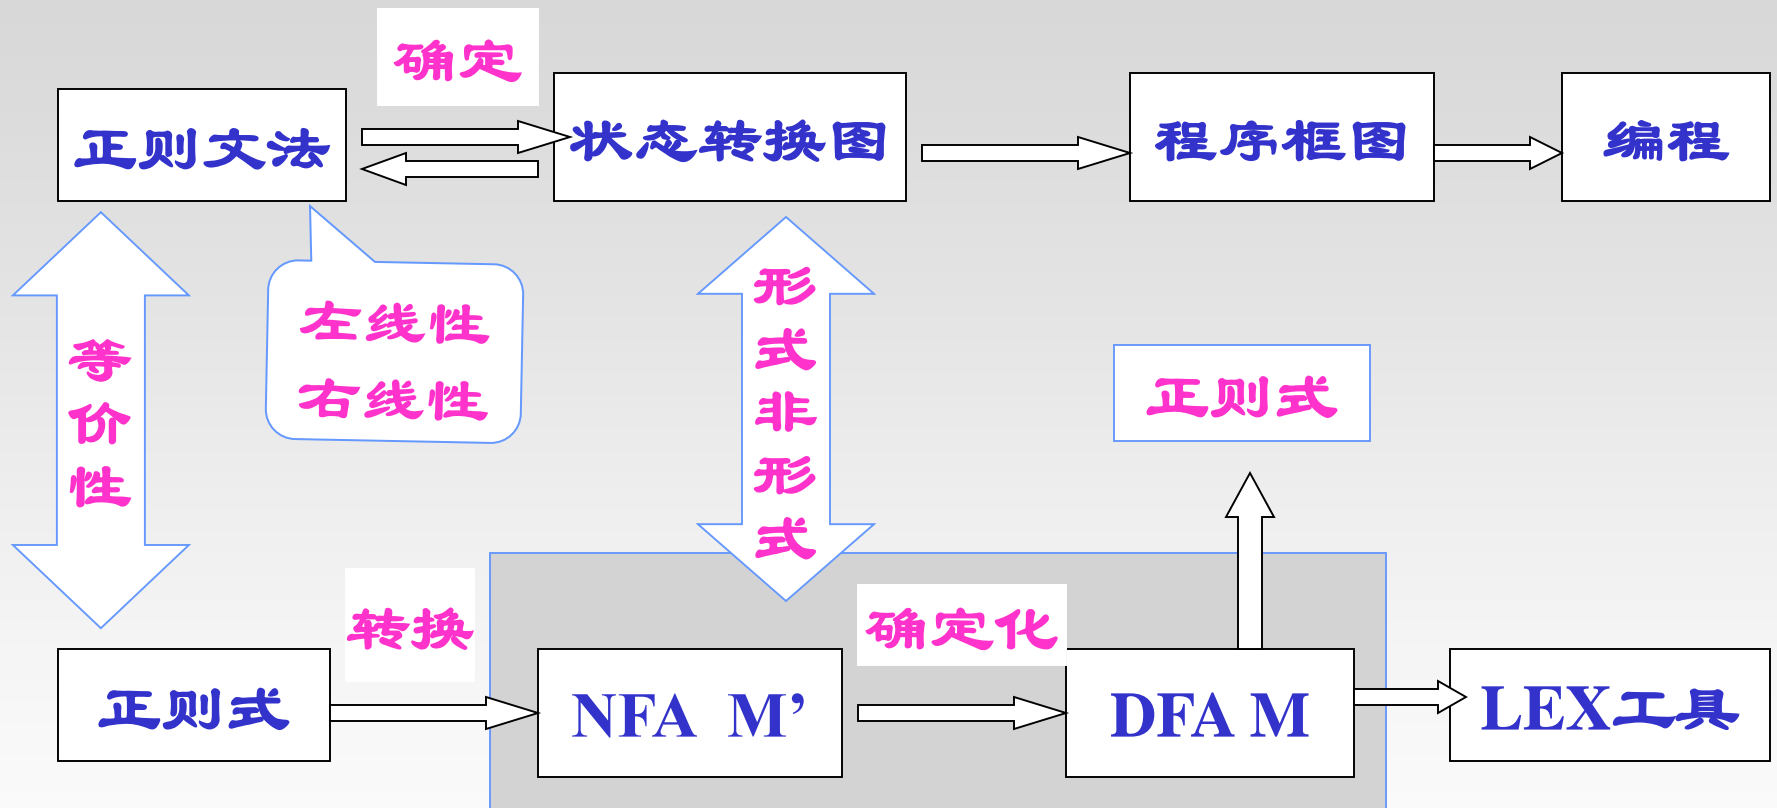 确定
正则文法
状态转换图
程序框图
编程
左线性
右线性
等价性
形式非形式
正则式
转换
确定化
正则式
NFA M’
DFA M
LEX工具